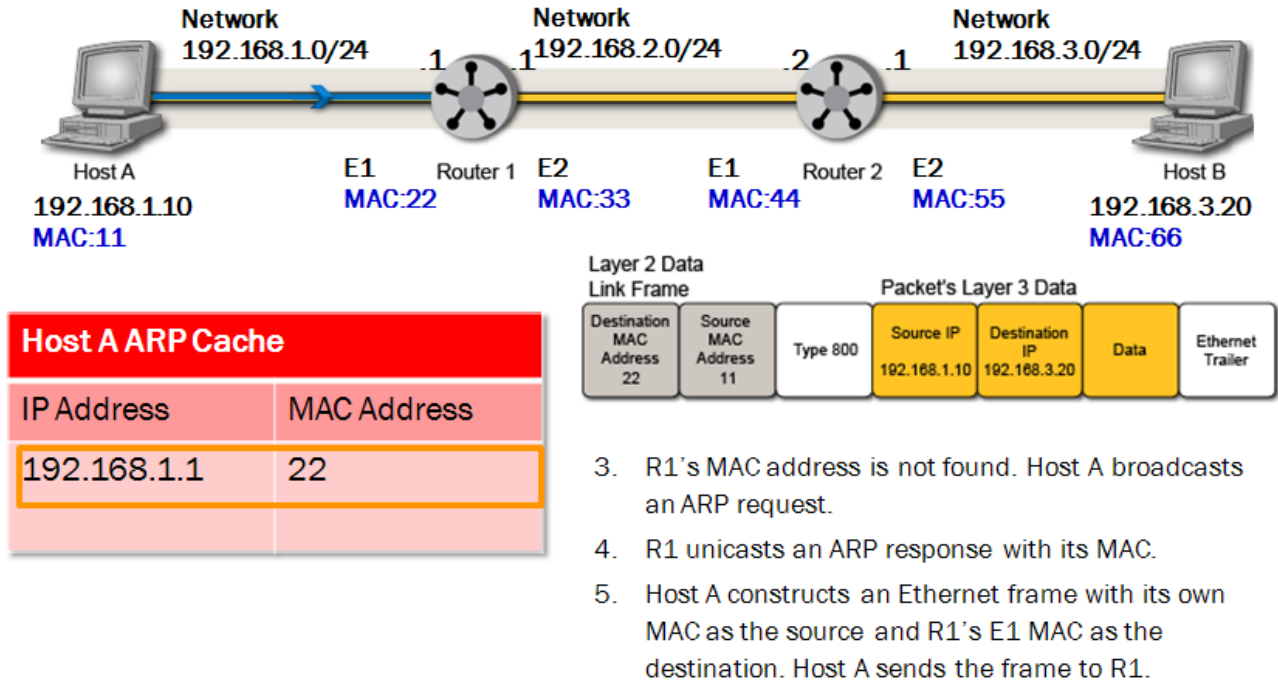 Network
192.168.1.0/24
Network
192.168.2.0/24
Network
192.168.3.0/24
.1
.1
.2
.1
Host A
192.168.1.10
MAC:11
E1
MAC:22
Router 1
E2
MAC:33
E1
MAC:44
Router 2
E2
MAC:55
Host B
192.168.3.20
MAC:66
Layer 2 Data
Link Frame
Packet's Layer 3 Data
Destination
MAC
Address
22
Source
MAC
Address
11
Type 800
Source IP
192.168.1.10
Destination
IP
192.168.3.20
Data
Ethernet
Trailer
Host A ARP Cache
IP Address MAC Address
192.168.1.1 22
3. R1's MAC address is not found. Host A broadcasts
an ARP request.
4. R1 unicasts an ARP response with its MAC.
5. Host A constructs an Ethernet frame with its own
MAC as the source and R1's E1 MAC as the
destination. Host A sends the frame to R1.